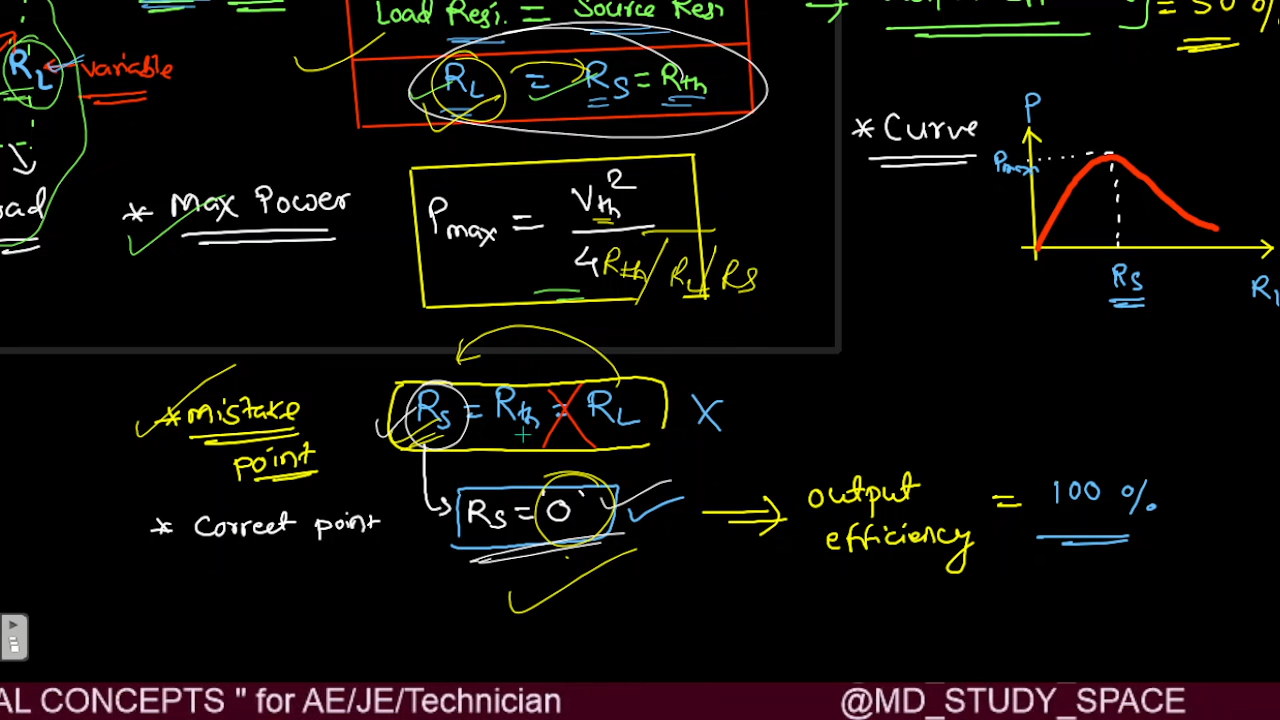 Load Resi. = Source Resi
= 50 %
RL variable
RL = Rs = Rth
* Curve
P
Pmax
Rs
* Max Power
Pmax = Vth² / 4Rth/RL/Rs
* Mistake point
Rs = Rth = RL X
* Correct point
Rs = 0
output efficiency = 100 %
AL CONCEPTS " for AE/JE/Technician
@MD_STUDY_SPACE